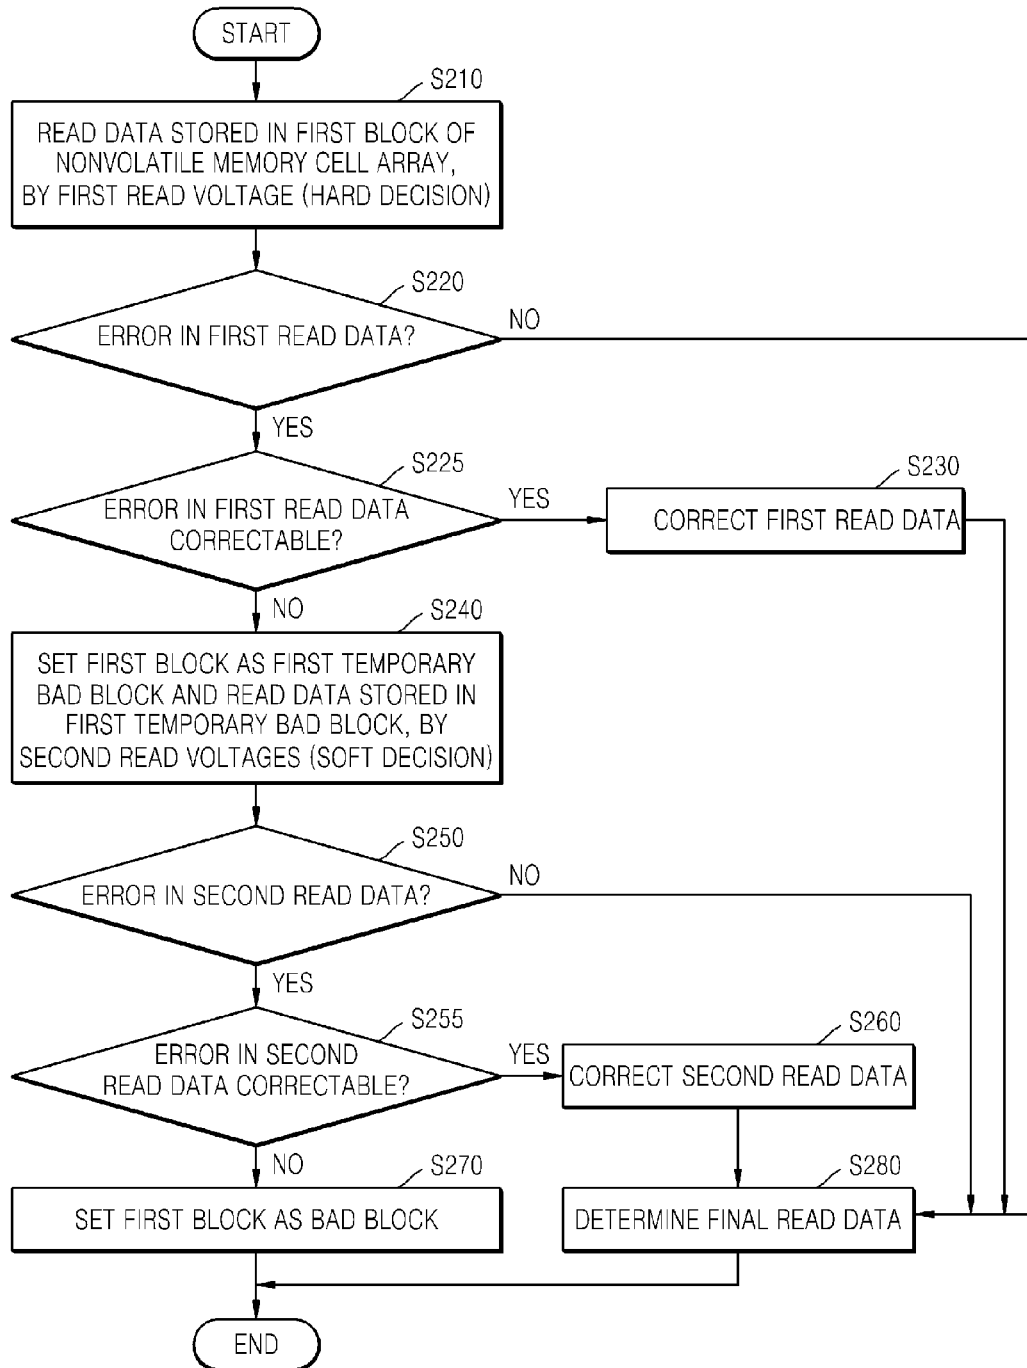 START
S210
READ DATA STORED IN FIRST BLOCK OF
NONVOLATILE MEMORY CELL ARRAY,
BY FIRST READ VOLTAGE (HARD DECISION)
S220
ERROR IN FIRST READ DATA?
NO
YES
S225
ERROR IN FIRST READ DATA
CORRECTABLE?
YES
S230
CORRECT FIRST READ DATA
NO
S240
SET FIRST BLOCK AS FIRST TEMPORARY
BAD BLOCK AND READ DATA STORED IN
FIRST TEMPORARY BAD BLOCK, BY
SECOND READ VOLTAGES (SOFT DECISION)
S250
ERROR IN SECOND READ DATA?
NO
YES
S255
ERROR IN SECOND
READ DATA CORRECTABLE?
YES
S260
CORRECT SECOND READ DATA
NO
S270
SET FIRST BLOCK AS BAD BLOCK
S280
DETERMINE FINAL READ DATA
END